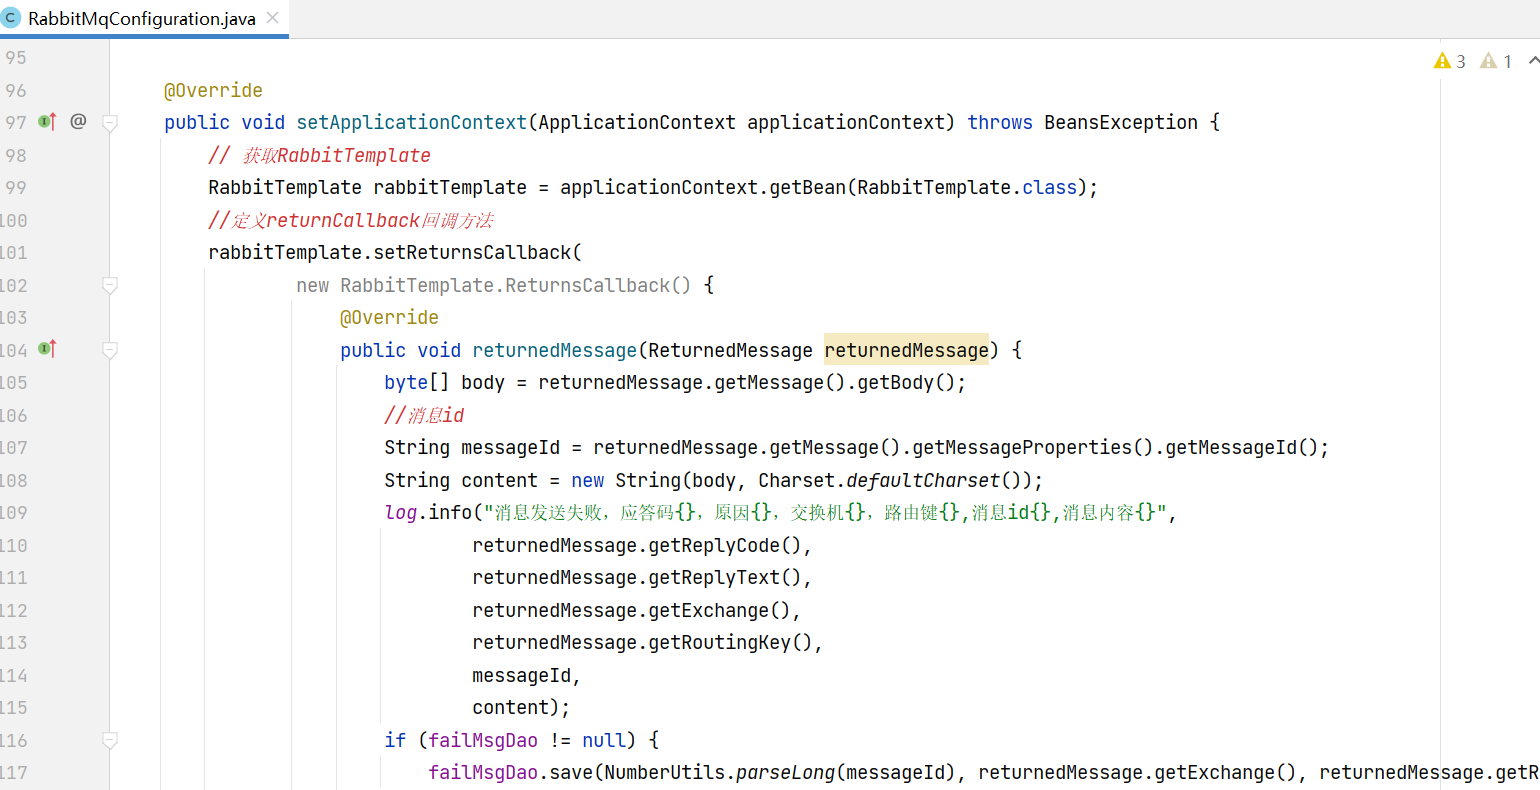 RabbitMqConfiguration.java
3 1
95
96 @Override
97 @ public void setApplicationContext(ApplicationContext applicationContext) throws BeansException {
98 // 获取RabbitTemplate
99 RabbitTemplate rabbitTemplate = applicationContext.getBean(RabbitTemplate.class);
100 //定义returnCallback回调方法
101 rabbitTemplate.setReturnsCallback(
102 new RabbitTemplate.ReturnsCallback() {
103 @Override
104 public void returnedMessage(ReturnedMessage returnedMessage) {
105 byte[] body = returnedMessage.getMessage().getBody();
106 //消息id
107 String messageId = returnedMessage.getMessage().getMessageProperties().getMessageId();
108 String content = new String(body, Charset.defaultCharset());
109 log.info("消息发送失败，应答码{}，原因{}，交换机{}，路由键{},消息id{},消息内容{}",
110 returnedMessage.getReplyCode(),
111 returnedMessage.getReplyText(),
112 returnedMessage.getExchange(),
113 returnedMessage.getRoutingKey(),
114 messageId,
115 content);
116 if (failMsgDao != null) {
117 failMsgDao.save(NumberUtils.parseLong(messageId), returnedMessage.getExchange(), returnedMessage.getR